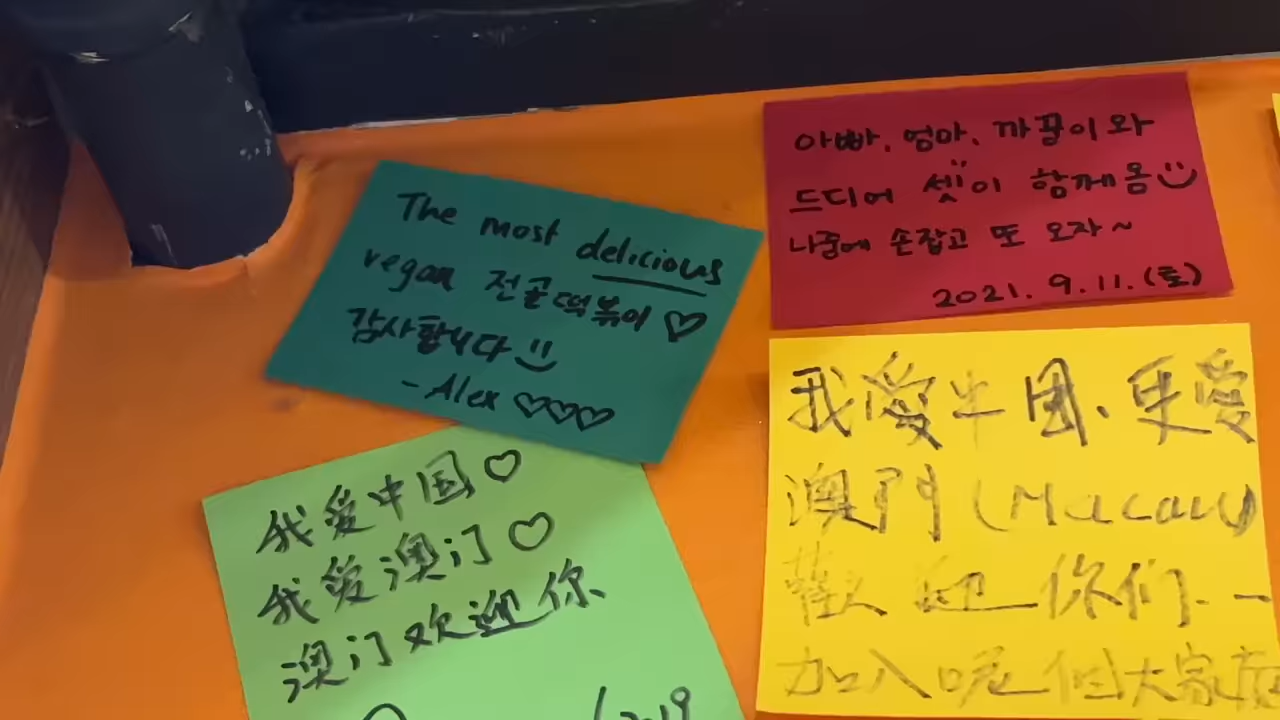 The most delicious
vegan 전골떡볶이 ♡
감사합니다
- Alex ♡♡♡
아빠, 엄마, 까꿍이와
드디어 셋이 함께 옴
나중에 손잡고 또 오자~
2021. 9. 11. (토)
我爱中国♡
我爱澳门♡
澳门欢迎你
2019
我愛中国、更爱
澳門 (Macau)
歡迎你们
加入呢個大家庭